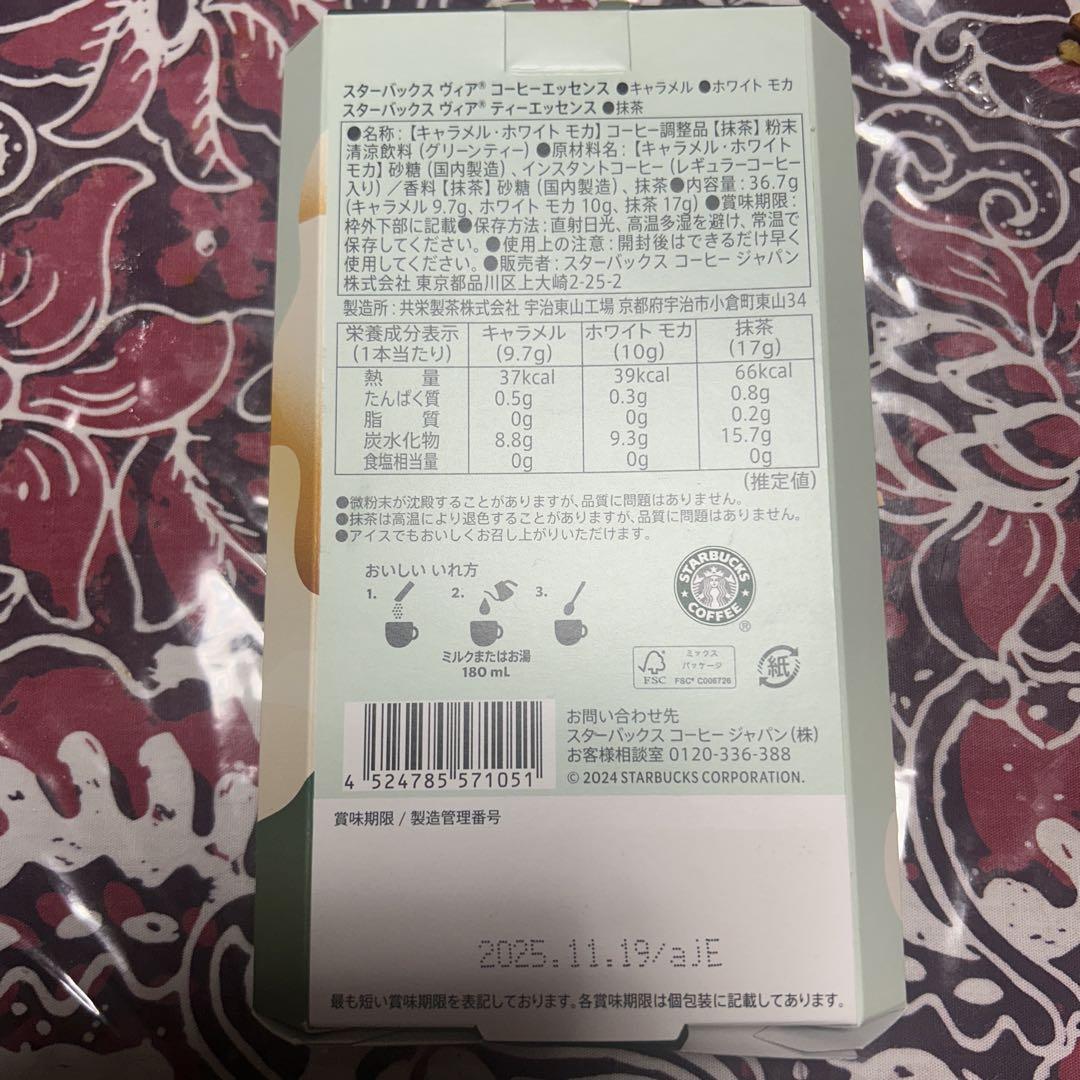 スターバックス ヴィア® コーヒーエッセンス ●キャラメル ●ホワイト モカ
スターバックス ヴィア® ティーエッセンス ●抹茶
●名称：【キャラメル・ホワイト モカ】コーヒー調整品【抹茶】粉末
清涼飲料（グリーンティー）●原材料名：【キャラメル・ホワイト
モカ】砂糖（国内製造）、インスタントコーヒー（レギュラーコーヒー
入り）／香料【抹茶】砂糖（国内製造）、抹茶●内容量：36.7g
(キャラメル 9.7g、ホワイト モカ 10g、抹茶 17g) ●賞味期限：
枠外下部に記載●保存方法：直射日光、高温多湿を避け、常温で
保存してください。●使用上の注意：開封後はできるだけ早く
使用してください。●販売者：スターバックス コーヒー ジャパン
株式会社 東京都品川区上大崎2-25-2
製造所：共栄製茶株式会社 宇治東山工場 京都府宇治市小倉町東山34
栄養成分表示 キャラメル ホワイト モカ 抹茶
(1本当たり) (9.7g) (10g) (17g)
熱 量 37kcal 39kcal 66kcal
たんぱく質 0.5g 0.3g 0.8g
脂 質 0g 0g 0.2g
炭水化物 8.8g 9.3g 15.7g
食塩相当量 0g 0g 0g
(推定値)
●微粉末が沈殿することがありますが、品質に問題はありません。
●抹茶は高温により退色することがありますが、品質に問題はありません。
●アイスでもおいしくお召し上がりいただけます。
おいしい いれ方
1. 2. 3.
ミルクまたはお湯
180 mL
STARBUCKS
COFFEE
®
FSC
ミックス
パッケージ
FSC® C006726
紙
4 524785 571051
お問い合わせ先
スターバックス コーヒー ジャパン（株）
お客様相談室 0120-336-388
© 2024 STARBUCKS CORPORATION.
賞味期限 / 製造管理番号
2025.11.19/ajE
最も短い賞味期限を表記しております。各賞味期限は個包装に記載してあります。